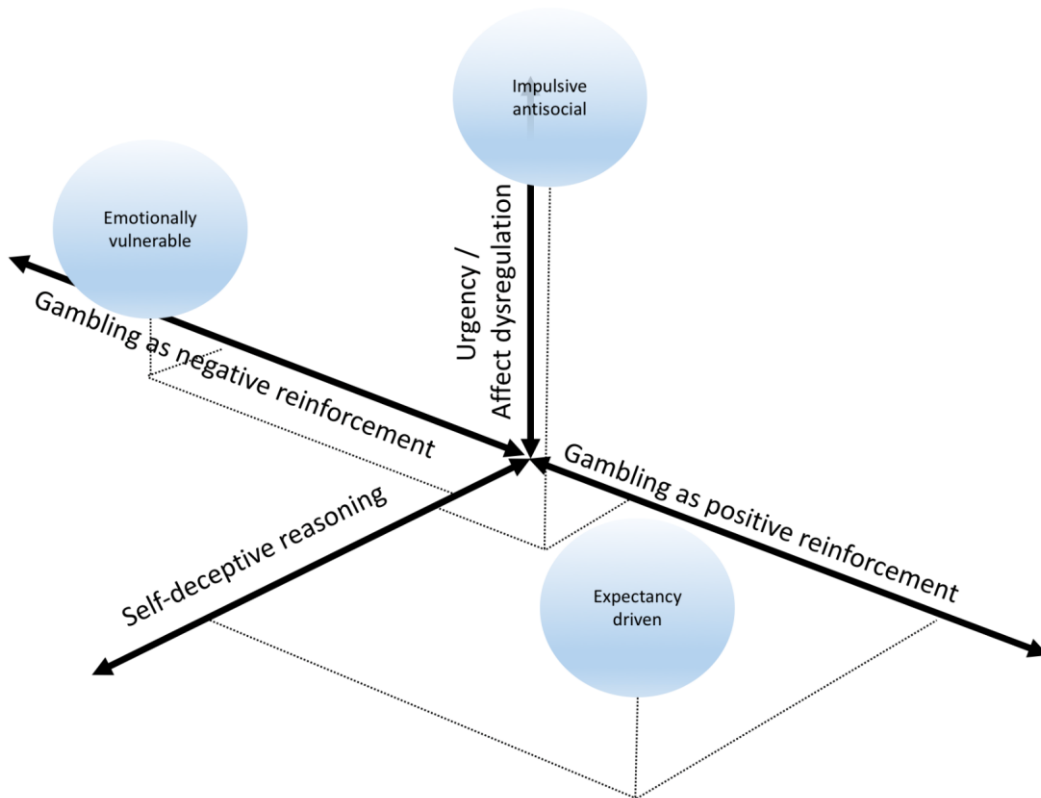 Impulsive
antisocial
Emotionally
vulnerable
Urgency /
Affect dysregulation
Gambling as negative reinforcement
Gambling as positive reinforcement
Self-deceptive reasoning
Expectancy
driven